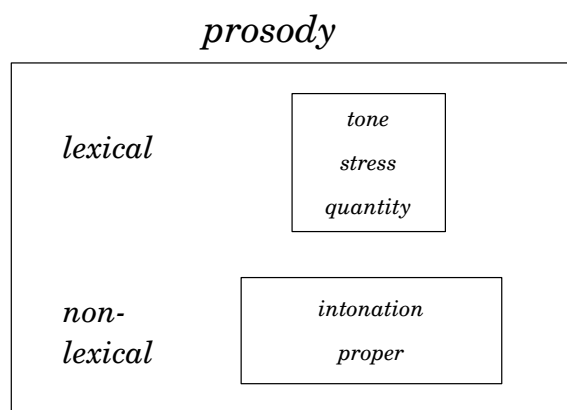 prosody
lexical
tone
stress
quantity
non-
lexical
intonation
proper